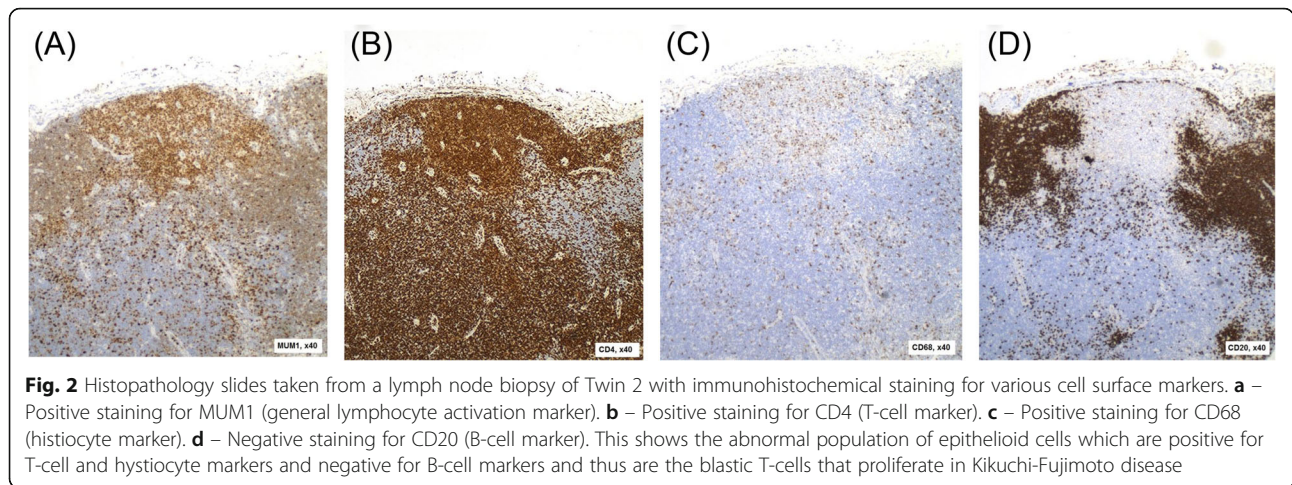 (A) (B) (C) (D)
MUM1, x40 CD4, x40 CD68, x40 CD20, x40
Fig. 2 Histopathology slides taken from a lymph node biopsy of Twin 2 with immunohistochemical staining for various cell surface markers. a –
Positive staining for MUM1 (general lymphocyte activation marker). b – Positive staining for CD4 (T-cell marker). c – Positive staining for CD68
(histiocyte marker). d – Negative staining for CD20 (B-cell marker). This shows the abnormal population of epithelioid cells which are positive for
T-cell and hystiocyte markers and negative for B-cell markers and thus are the blastic T-cells that proliferate in Kikuchi-Fujimoto disease